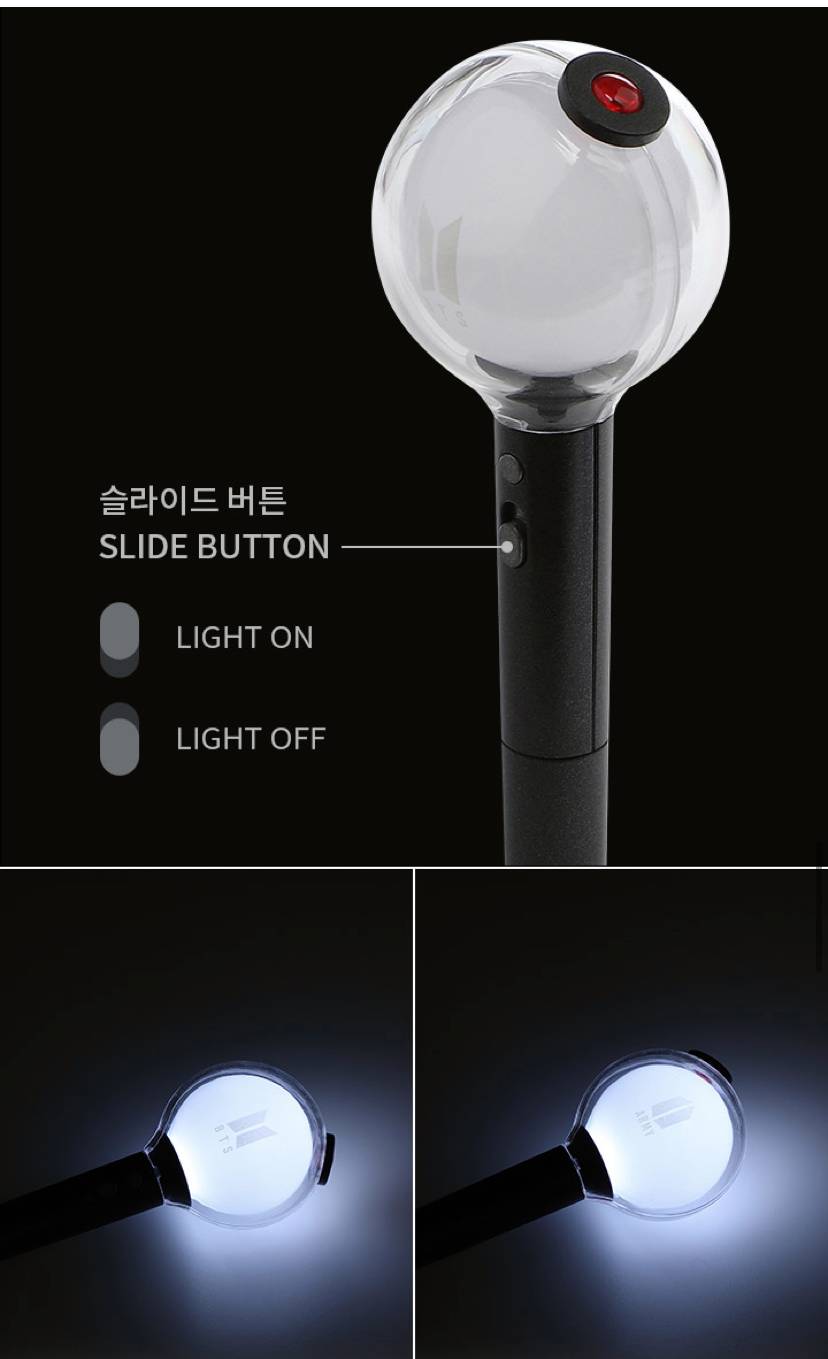 슬라이드 버튼
SLIDE BUTTON
LIGHT ON
LIGHT OFF
BTS
ARMY